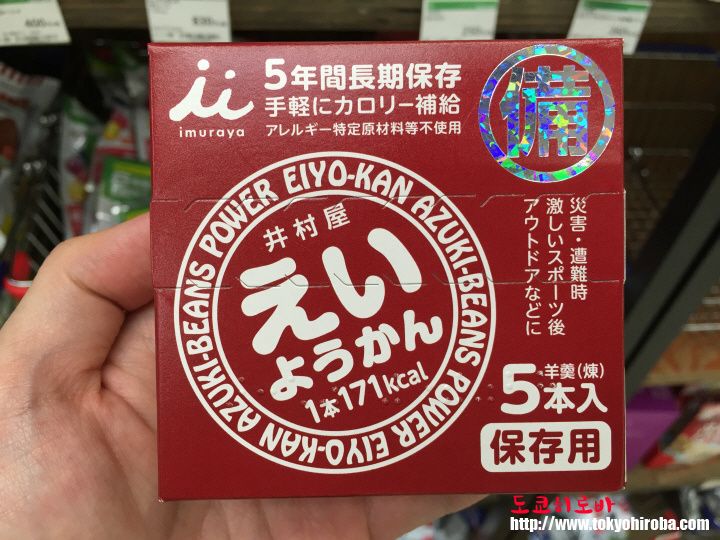 imuraya
5年間長期保存
手軽にカロリー補給
アレルギー特定原材料等不使用
備
災害・遭難時
激しいスポーツ後
アウトドアなどに
AZUKI-BEANS POWER EIYO-KAN AZUKI-BEANS POWER EIYO-KAN
井村屋
えい
ようかん
1本171kcal
羊羹(煉)
5本入
保存用
도쿄히로바
http://www.tokyohiroba.com